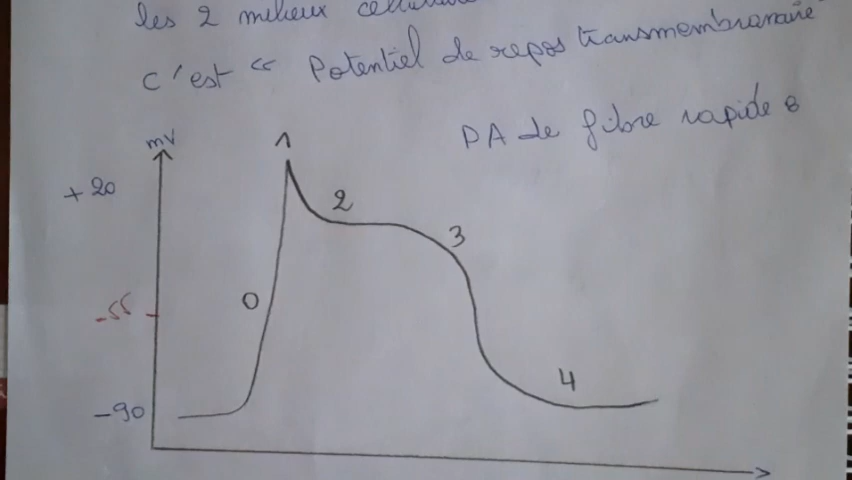 les 2 milieux
c'est " Potentiel de repos transmembranaire "
PA de fibre rapide :
mV
1
+20
2
3
0
-55
4
-90